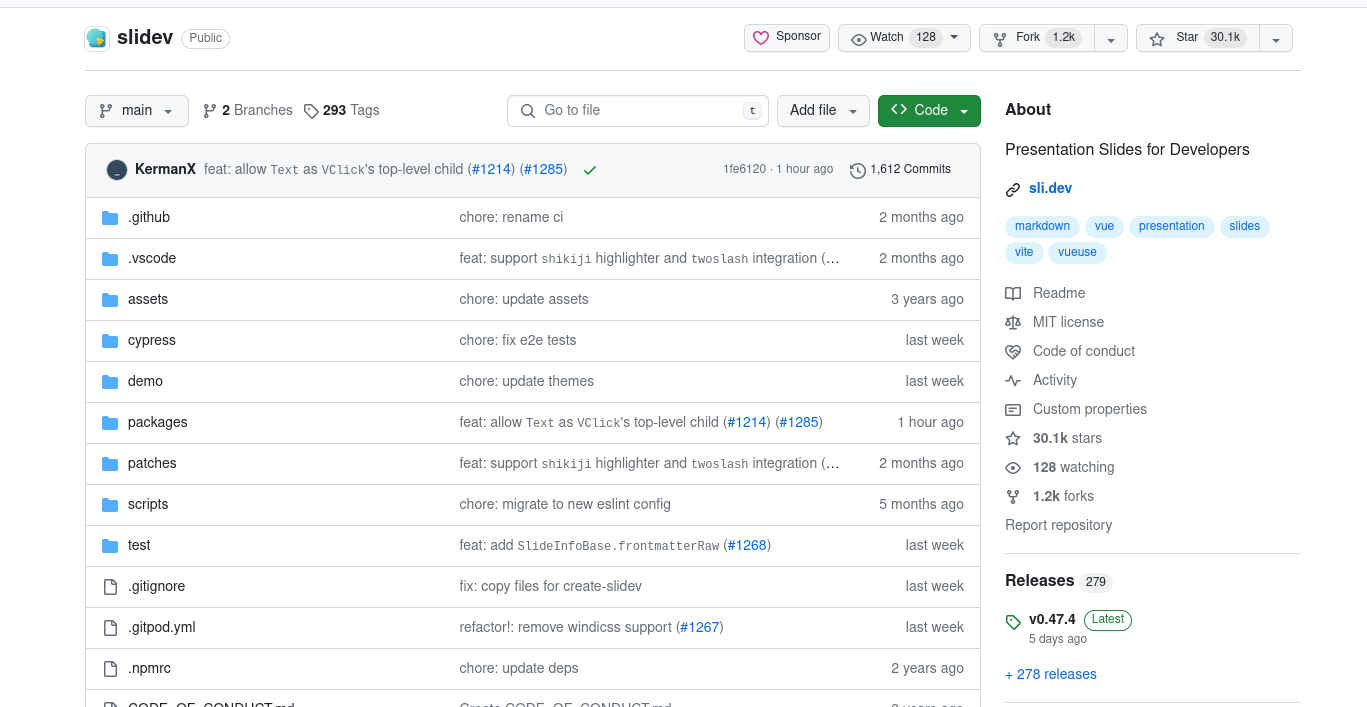 slidev Public Sponsor Watch 128 Fork 1.2k Star 30.1k
main 2 Branches 293 Tags Go to file t Add file Code
KermanX feat: allow Text as VClick's top-level child (#1214) (#1285) 1fe6120 · 1 hour ago 1,612 Commits
.github chore: rename ci 2 months ago
.vscode feat: support shikiji highlighter and twoslash integration (… 2 months ago
assets chore: update assets 3 years ago
cypress chore: fix e2e tests last week
demo chore: update themes last week
packages feat: allow Text as VClick's top-level child (#1214) (#1285) 1 hour ago
patches feat: support shikiji highlighter and twoslash integration (… 2 months ago
scripts chore: migrate to new eslint config 5 months ago
test feat: add SlideInfoBase.frontmatterRaw (#1268) last week
.gitignore fix: copy files for create-slidev last week
.gitpod.yml refactor!: remove windicss support (#1267) last week
.npmrc chore: update deps 2 years ago
CODE_OF_CONDUCT.md Create CODE_OF_CONDUCT.md
About
Presentation Slides for Developers
sli.dev
markdown vue presentation slides
vite vueuse
Readme
MIT license
Code of conduct
Activity
Custom properties
30.1k stars
128 watching
1.2k forks
Report repository
Releases 279
v0.47.4 Latest
5 days ago
+ 278 releases